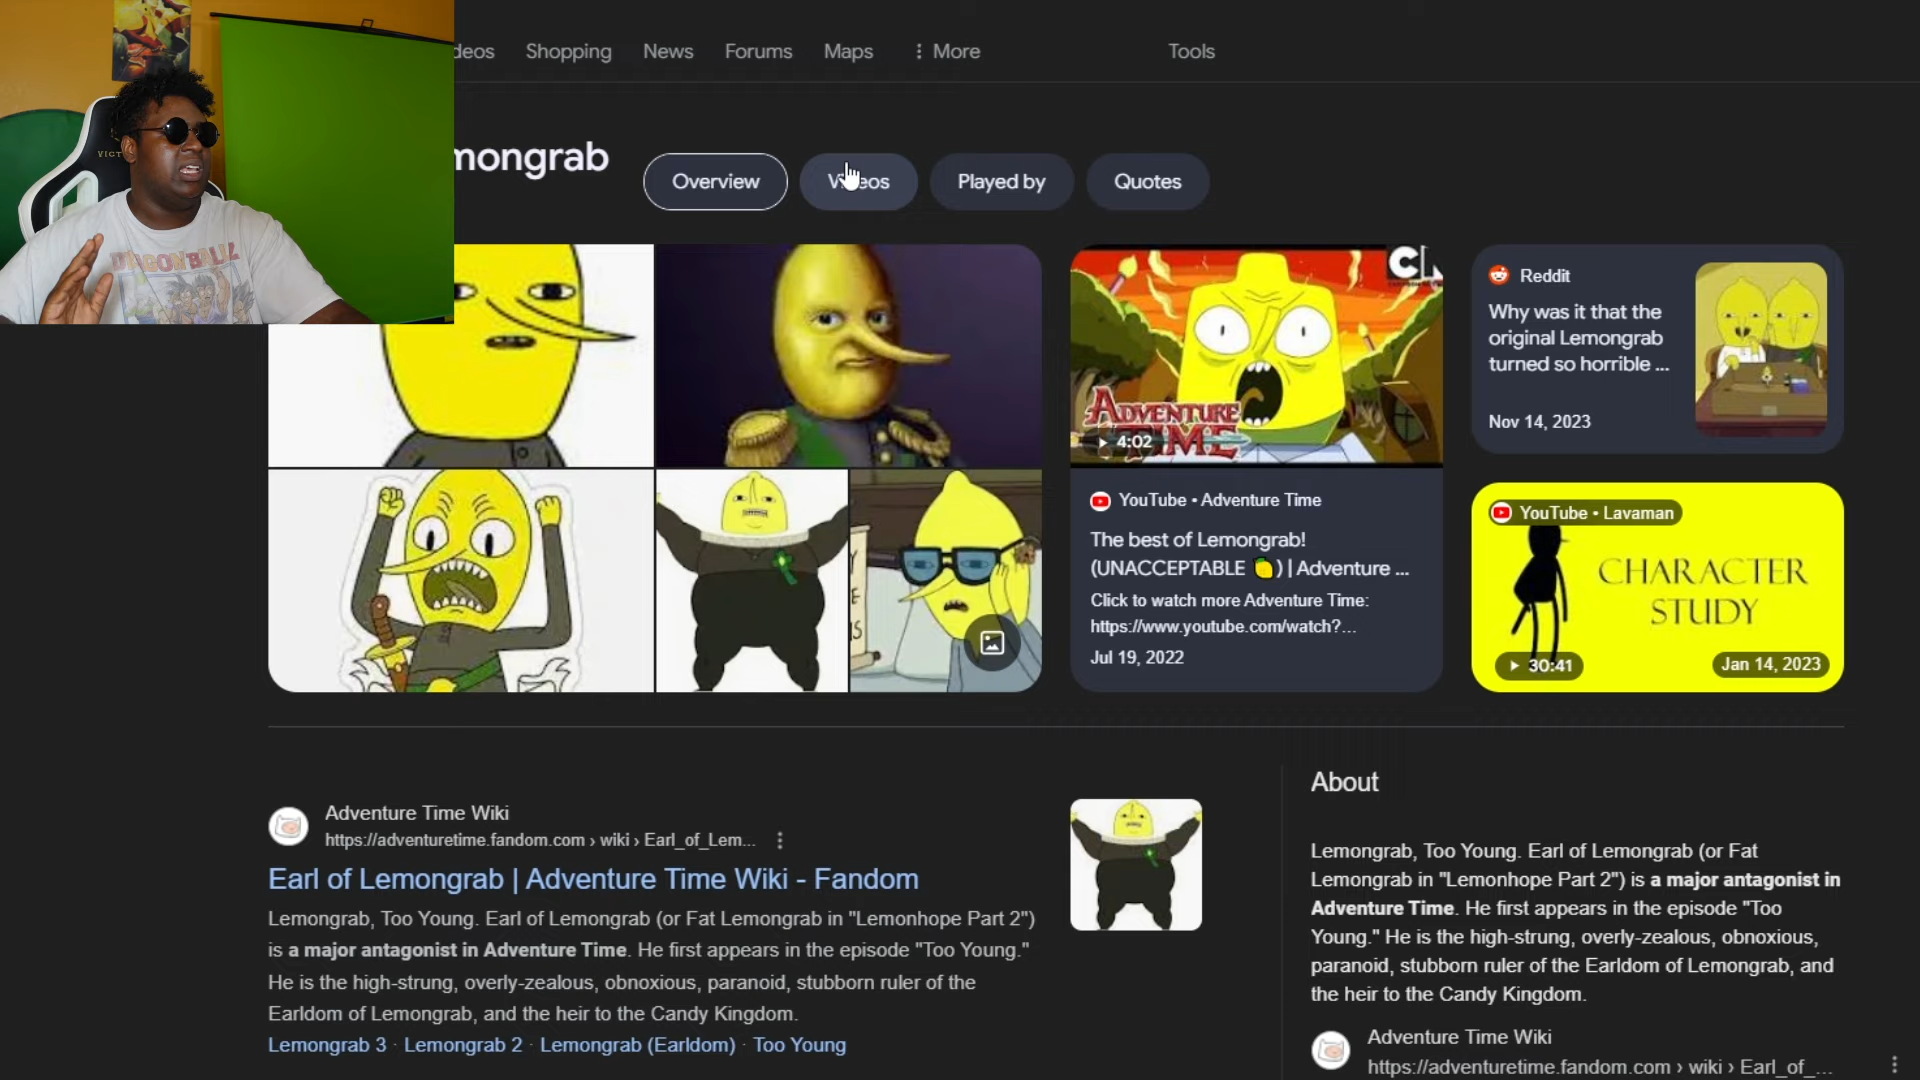 deos Shopping News Forums Maps More Tools
mongrab
Overview
Played by
Quotes
VICT
DRAGON BALL Z
ADVENTURE
TIME
4:02
YouTube • Adventure Time
The best of Lemongrab!
(UNACCEPTABLE 🍋) | Adventure ...
Click to watch more Adventure Time:
https://www.youtube.com/watch?...
Jul 19, 2022
Reddit
Why was it that the
original Lemongrab
turned so horrible ...
Nov 14, 2023
YouTube • Lavaman
CHARACTER
STUDY
30:41
Jan 14, 2023
Adventure Time Wiki
https://adventuretime.fandom.com › wiki › Earl_of_Lem...
Earl of Lemongrab | Adventure Time Wiki - Fandom
Lemongrab, Too Young. Earl of Lemongrab (or Fat Lemongrab in "Lemonhope Part 2")
is a major antagonist in Adventure Time. He first appears in the episode "Too Young."
He is the high-strung, overly-zealous, obnoxious, paranoid, stubborn ruler of the
Earldom of Lemongrab, and the heir to the Candy Kingdom.
Lemongrab 3 · Lemongrab 2 · Lemongrab (Earldom) · Too Young
About
Lemongrab, Too Young. Earl of Lemongrab (or Fat
Lemongrab in "Lemonhope Part 2") is a major antagonist in
Adventure Time. He first appears in the episode "Too
Young." He is the high-strung, overly-zealous, obnoxious,
paranoid, stubborn ruler of the Earldom of Lemongrab, and
the heir to the Candy Kingdom.
Adventure Time Wiki
https://adventuretime.fandom.com › wiki › Earl_of_...